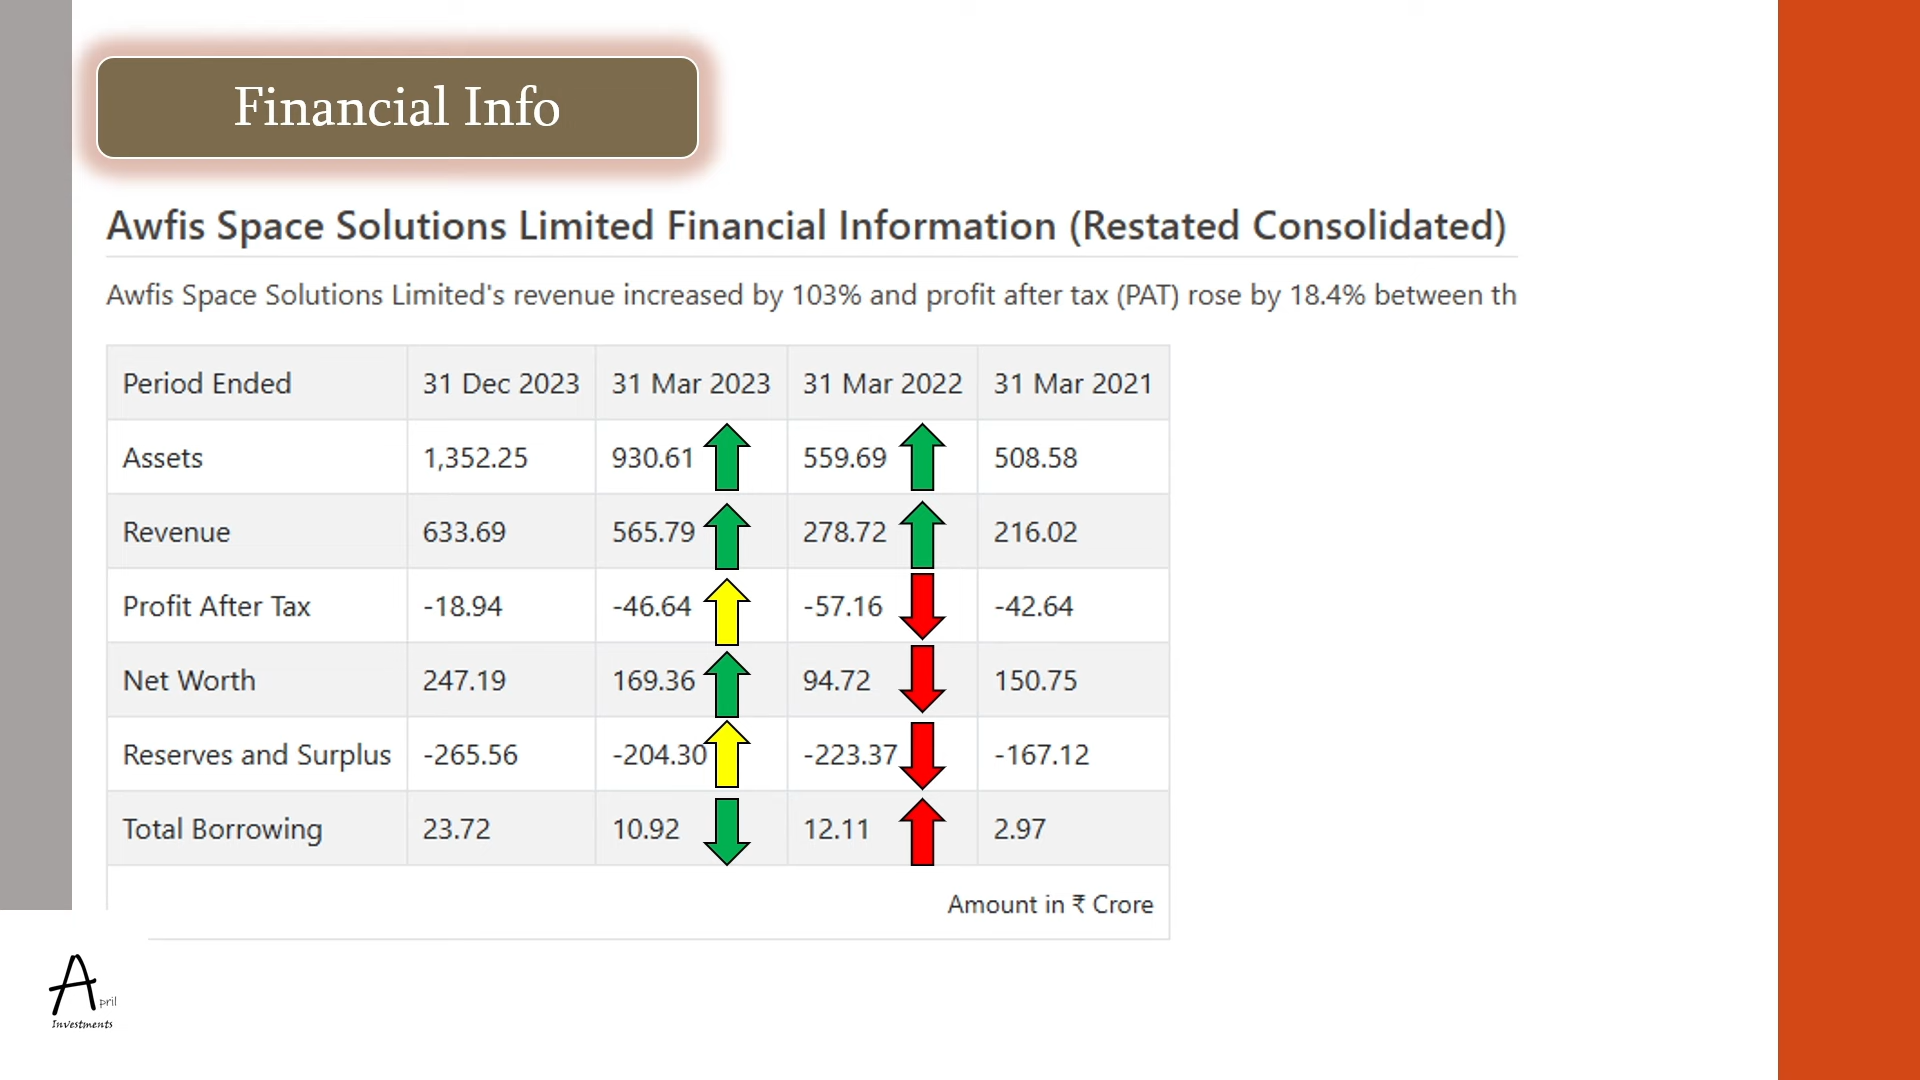 Financial Info
Awfis Space Solutions Limited Financial Information (Restated Consolidated)
Awfis Space Solutions Limited's revenue increased by 103% and profit after tax (PAT) rose by 18.4% between th
Period Ended 31 Dec 2023 31 Mar 2023 31 Mar 2022 31 Mar 2021
Assets 1,352.25 930.61 559.69 508.58
Revenue 633.69 565.79 278.72 216.02
Profit After Tax -18.94 -46.64 -57.16 -42.64
Net Worth 247.19 169.36 94.72 150.75
Reserves and Surplus -265.56 -204.30 -223.37 -167.12
Total Borrowing 23.72 10.92 12.11 2.97
Amount in ₹ Crore
April
Investments